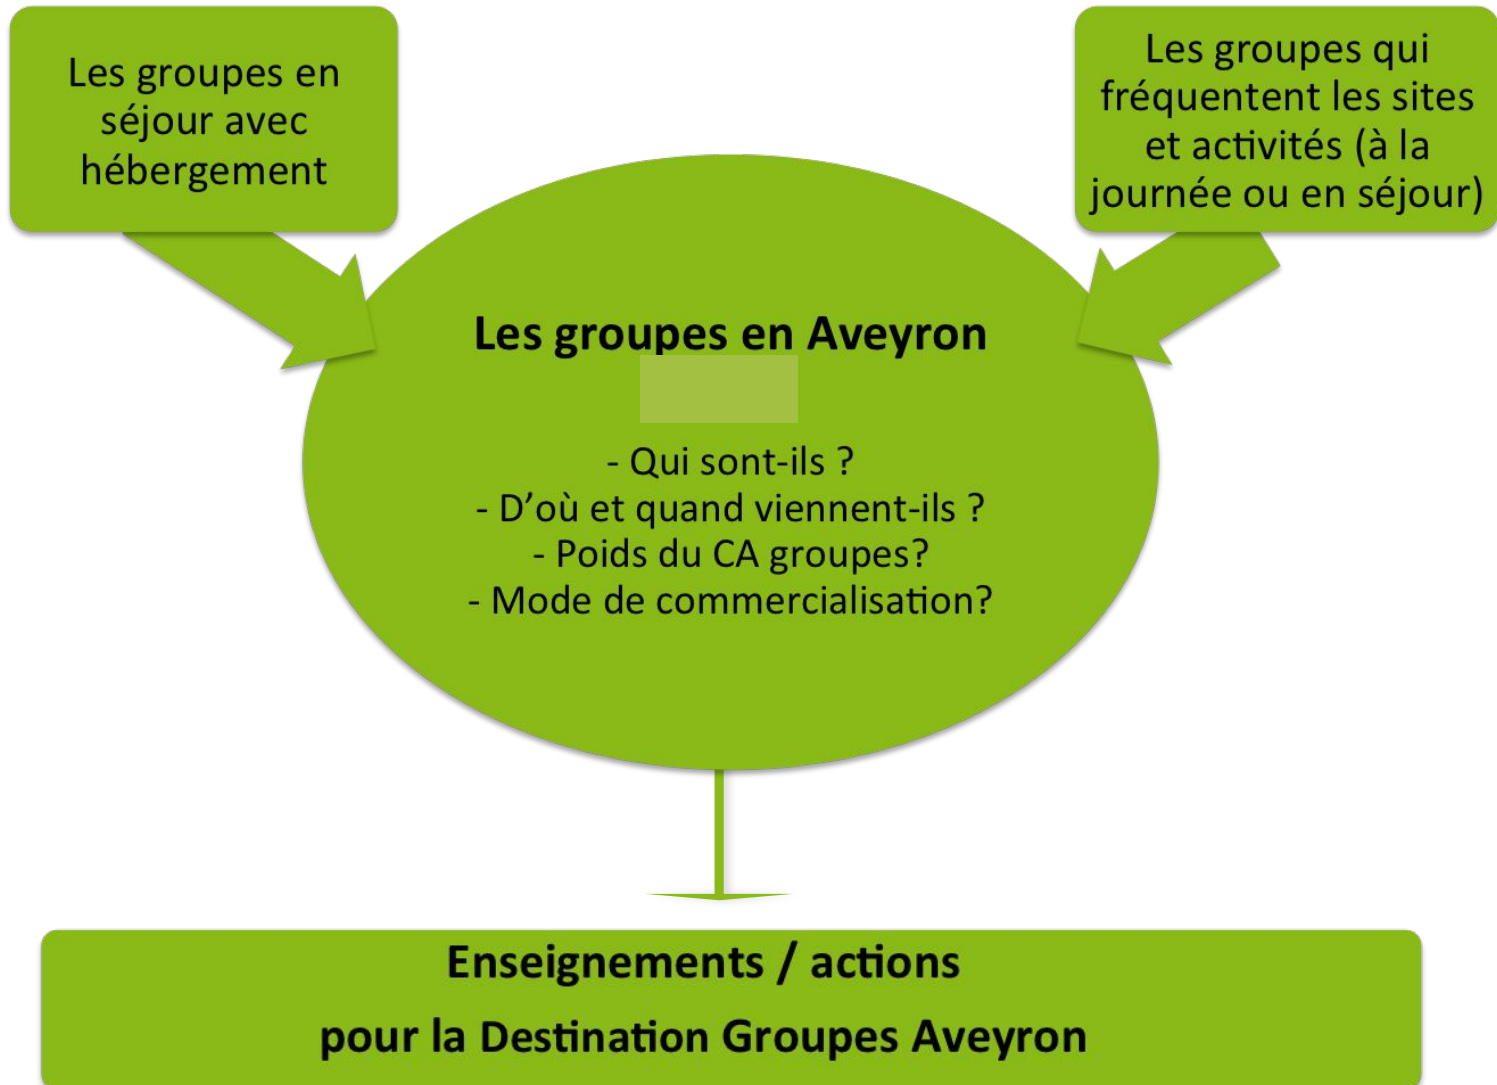 Les groupes en
séjour avec
hébergement
Les groupes qui
fréquentent les sites
et activités (à la
journée ou en séjour)
Les groupes en Aveyron
- Qui sont-ils ?
- D’où et quand viennent-ils ?
- Poids du CA groupes?
- Mode de commercialisation?
Enseignements / actions
pour la Destination Groupes Aveyron